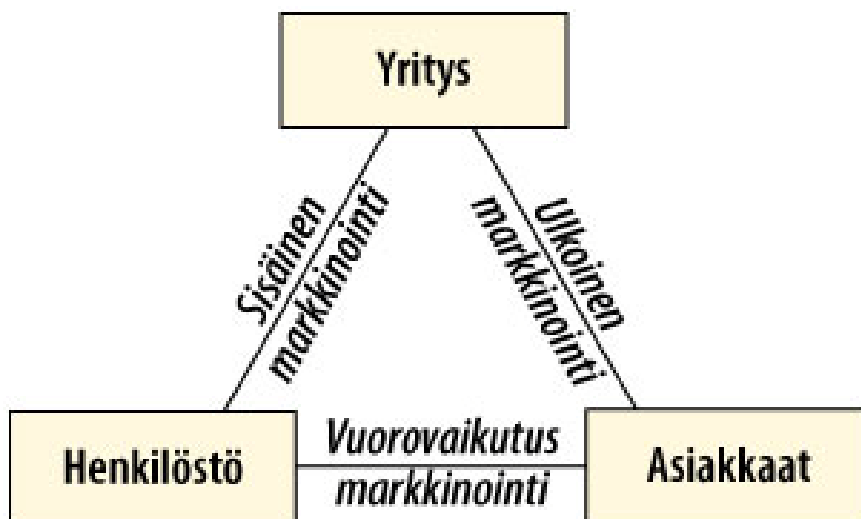 Yritys
Sisäinen
markkinointi
Ulkoinen
markkinointi
Henkilöstö
Vuorovaikutus
markkinointi
Asiakkaat